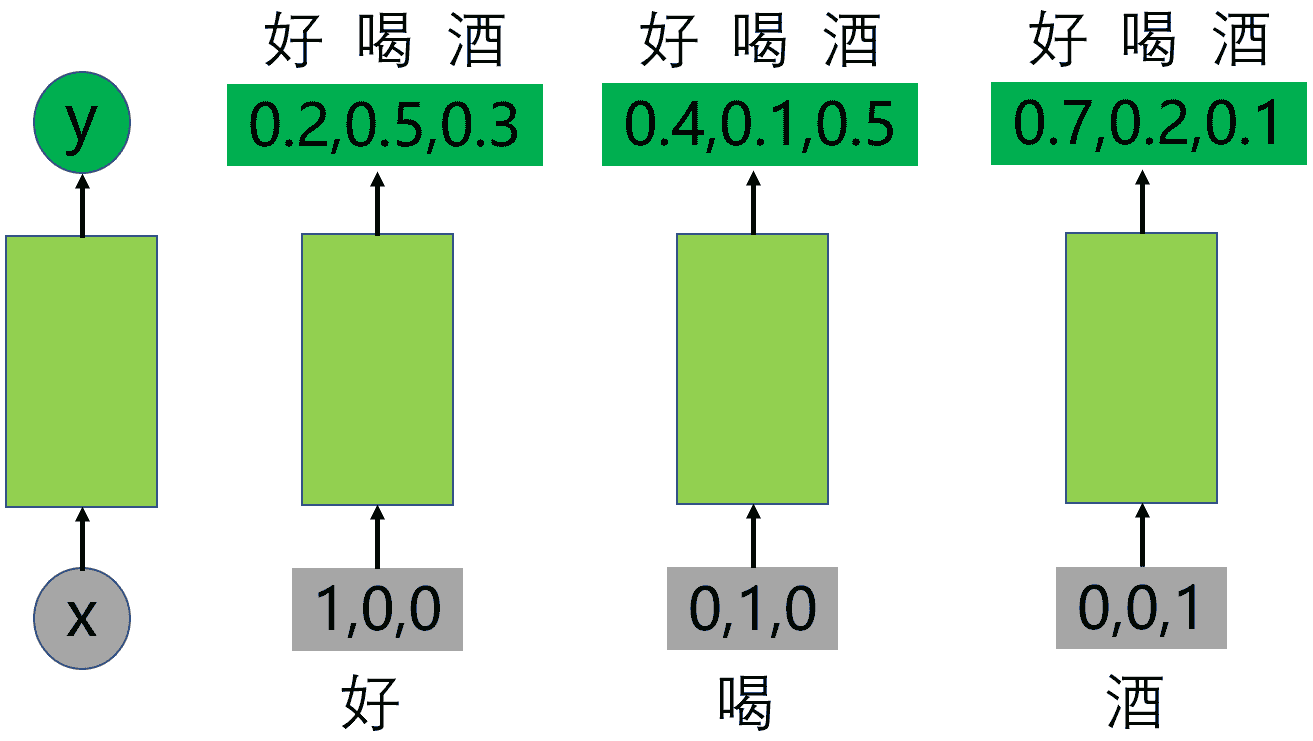 好 喝 酒 好 喝 酒 好 喝 酒
y 0.2,0.5,0.3 0.4,0.1,0.5 0.7,0.2,0.1
x 1,0,0 0,1,0 0,0,1
好 喝 酒